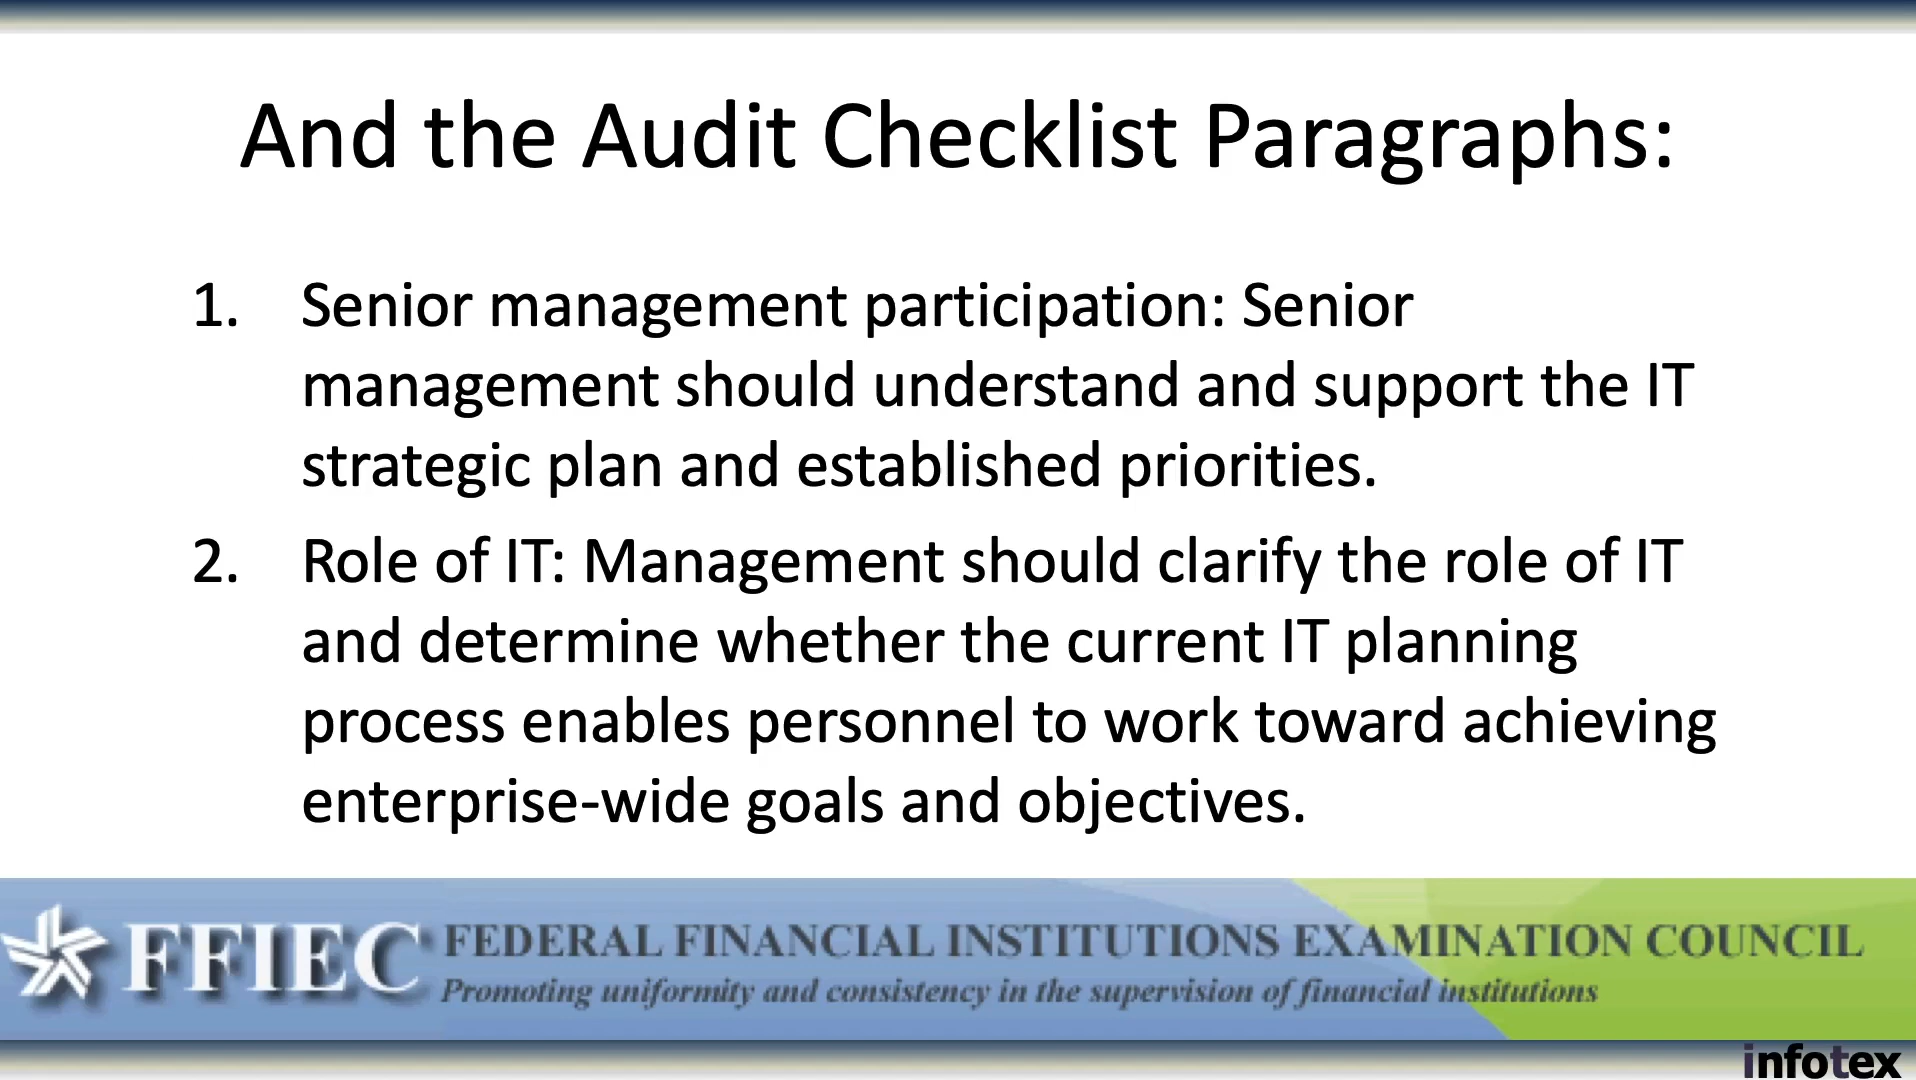 And the Audit Checklist Paragraphs:
1. Senior management participation: Senior
management should understand and support the IT
strategic plan and established priorities.
2. Role of IT: Management should clarify the role of IT
and determine whether the current IT planning
process enables personnel to work toward achieving
enterprise-wide goals and objectives.
FFIEC FEDERAL FINANCIAL INSTITUTIONS EXAMINATION COUNCIL
Promoting uniformity and consistency in the supervision of financial institutions
infotex